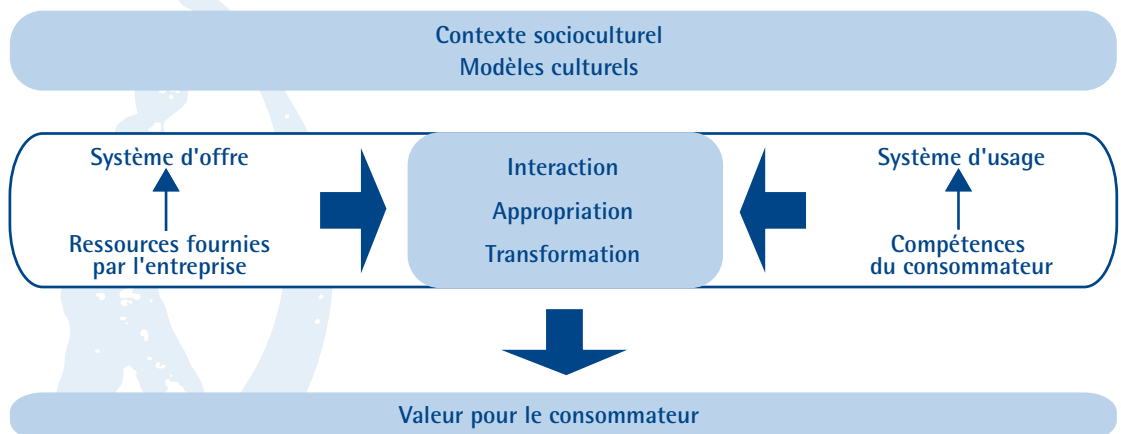 Contexte socioculturel
Modèles culturels
Système d'offre
Ressources fournies
par l'entreprise
Interaction
Appropriation
Transformation
Système d'usage
Compétences
du consommateur
Valeur pour le consommateur